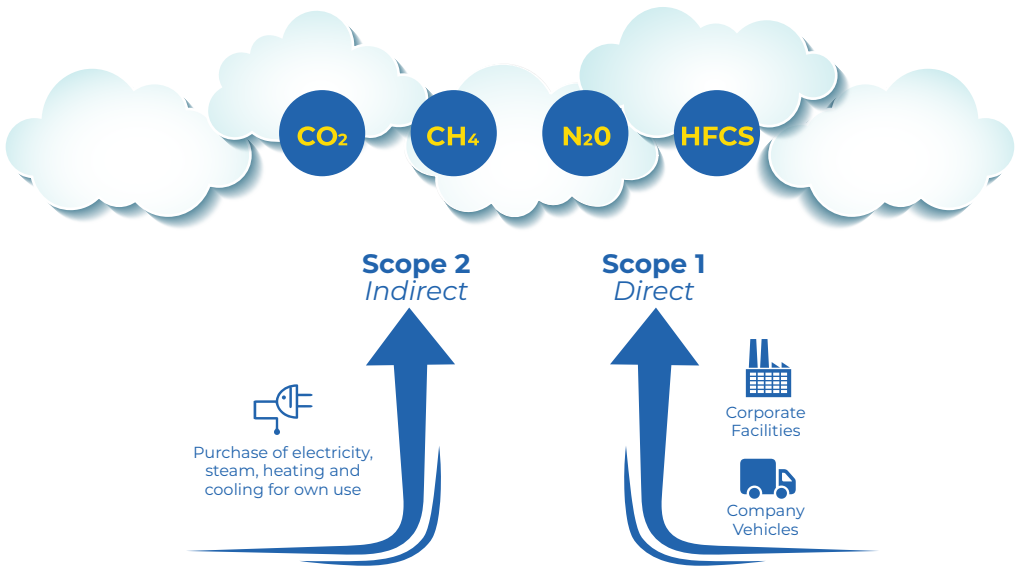 CO₂
CH₄
N₂0
HFCS
Scope 2
Indirect
Scope 1
Direct
Purchase of electricity,
steam, heating and
cooling for own use
Corporate
Facilities
Company
Vehicles